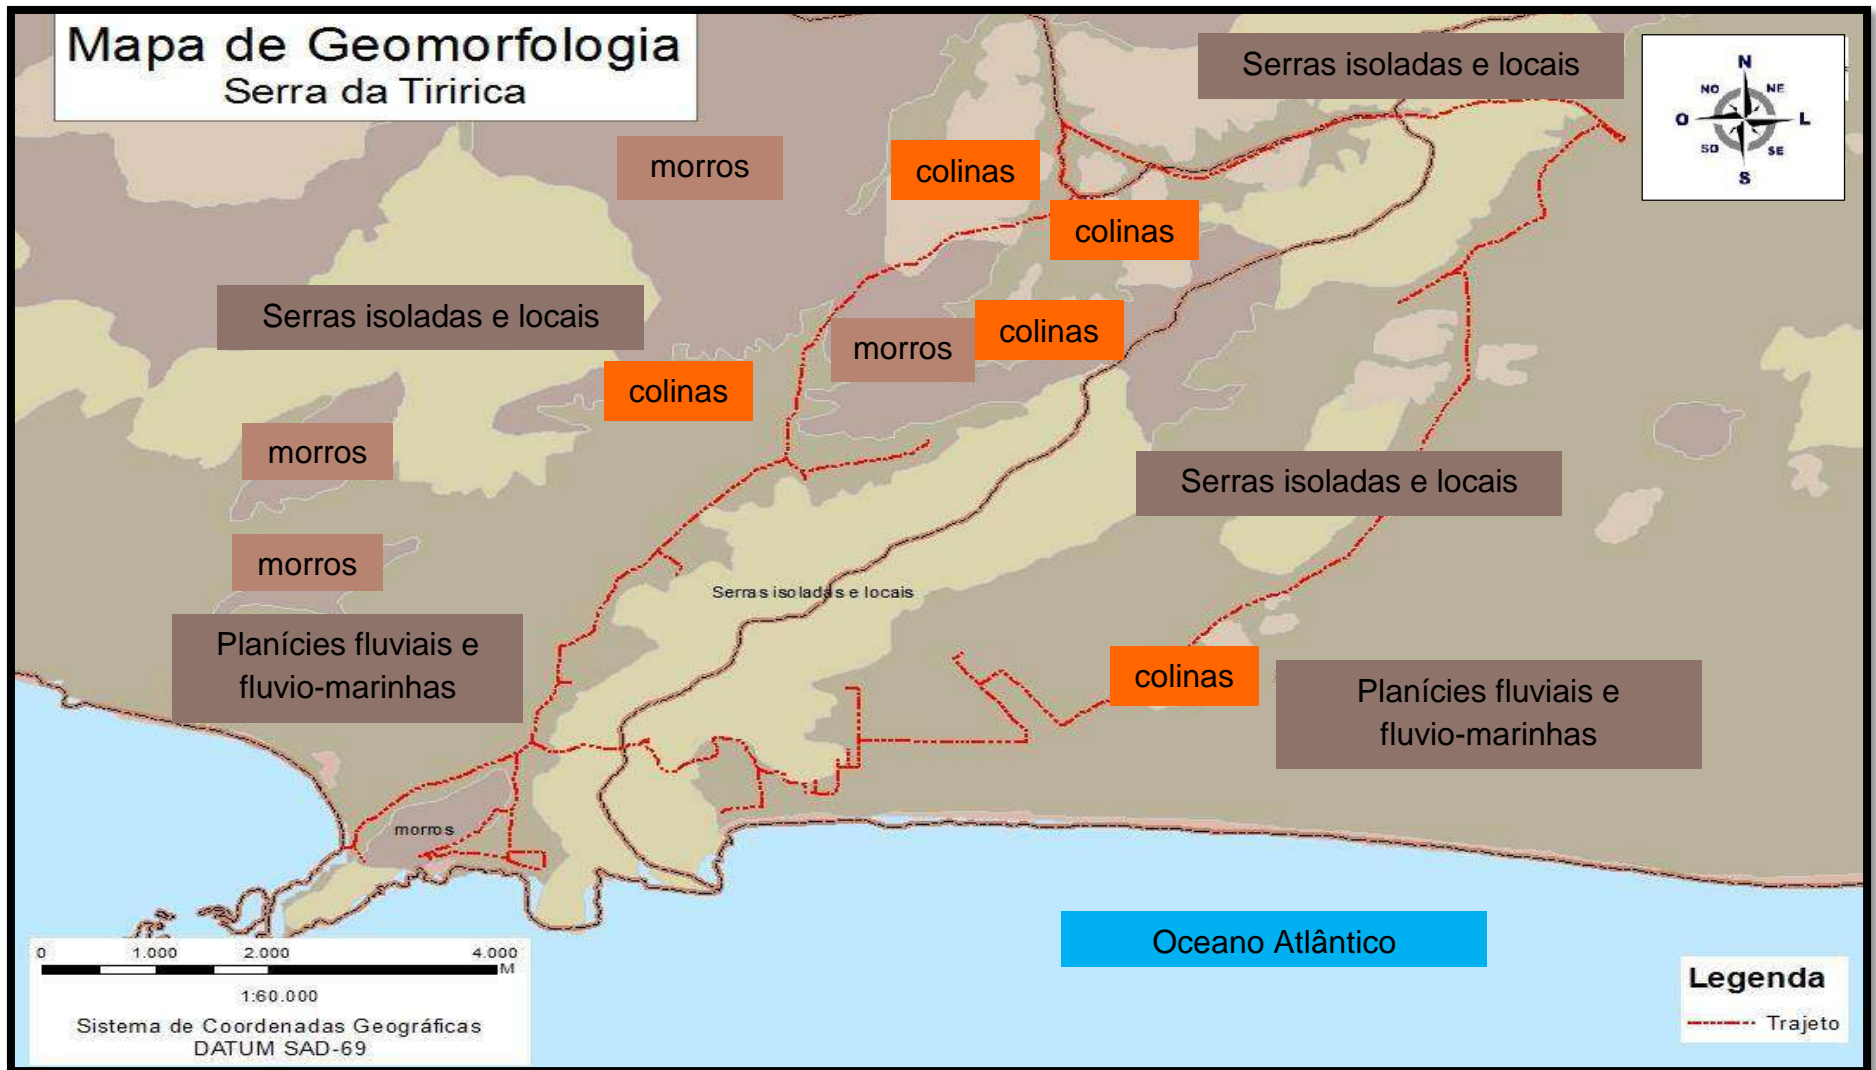 Mapa de Geomorfologia
Serra da Tiririca
Serras isoladas e locais
N
NO
NE
O
L
SO
SE
S
morros
colinas
colinas
Serras isoladas e locais
colinas
morros
colinas
morros
Serras isoladas e locais
morros
Serras isoladas e locais
Planícies fluviais e
fluvio-marinhas
colinas
Planícies fluviais e
fluvio-marinhas
morros
Oceano Atlântico
0 1.000 2.000 4.000
M
1:60.000
Sistema de Coordenadas Geográficas
DATUM SAD-69
Legenda
Trajeto